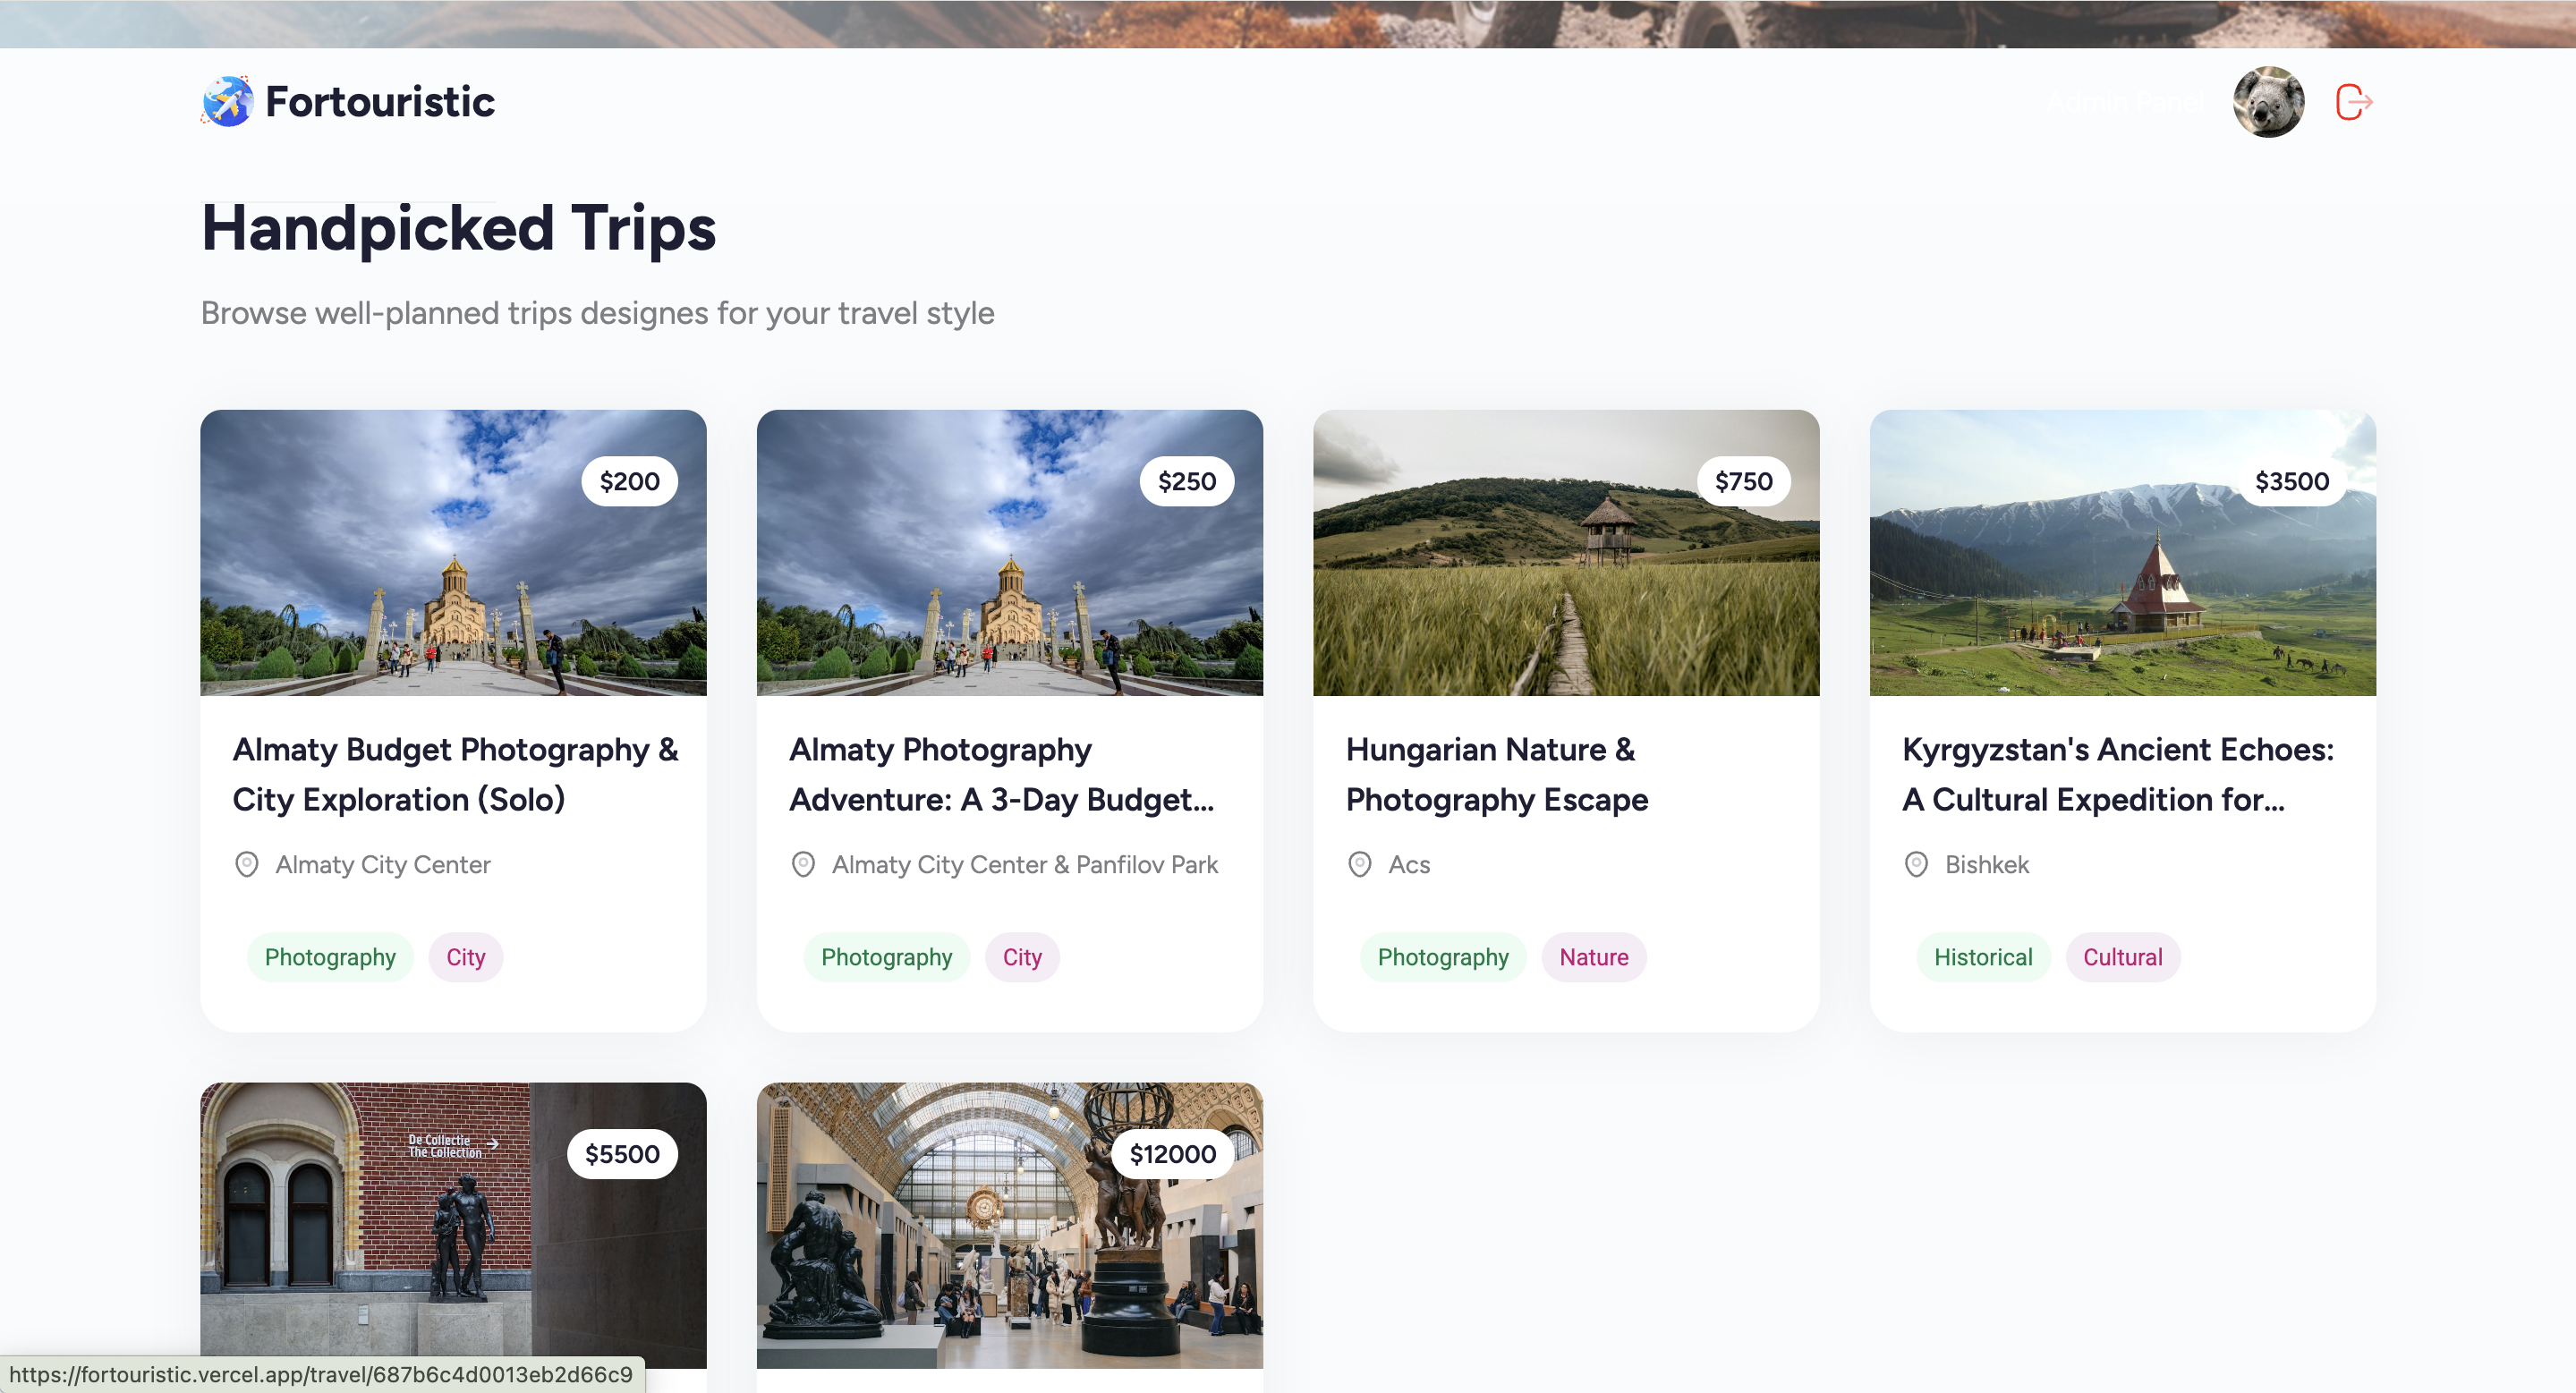 Fortouristic
Admin Panel
Handpicked Trips
Browse well-planned trips designes for your travel style
$200
$250
$750
$3500
Almaty Budget Photography &
City Exploration (Solo)
Almaty City Center
Photography
City
Almaty Photography
Adventure: A 3-Day Budget...
Almaty City Center & Panfilov Park
Photography
City
Hungarian Nature &
Photography Escape
Acs
Photography
Nature
Kyrgyzstan's Ancient Echoes:
A Cultural Expedition for...
Bishkek
Historical
Cultural
De Collectie
The Collection
$5500
$12000
https://fortouristic.vercel.app/travel/687b6c4d0013eb2d66c9